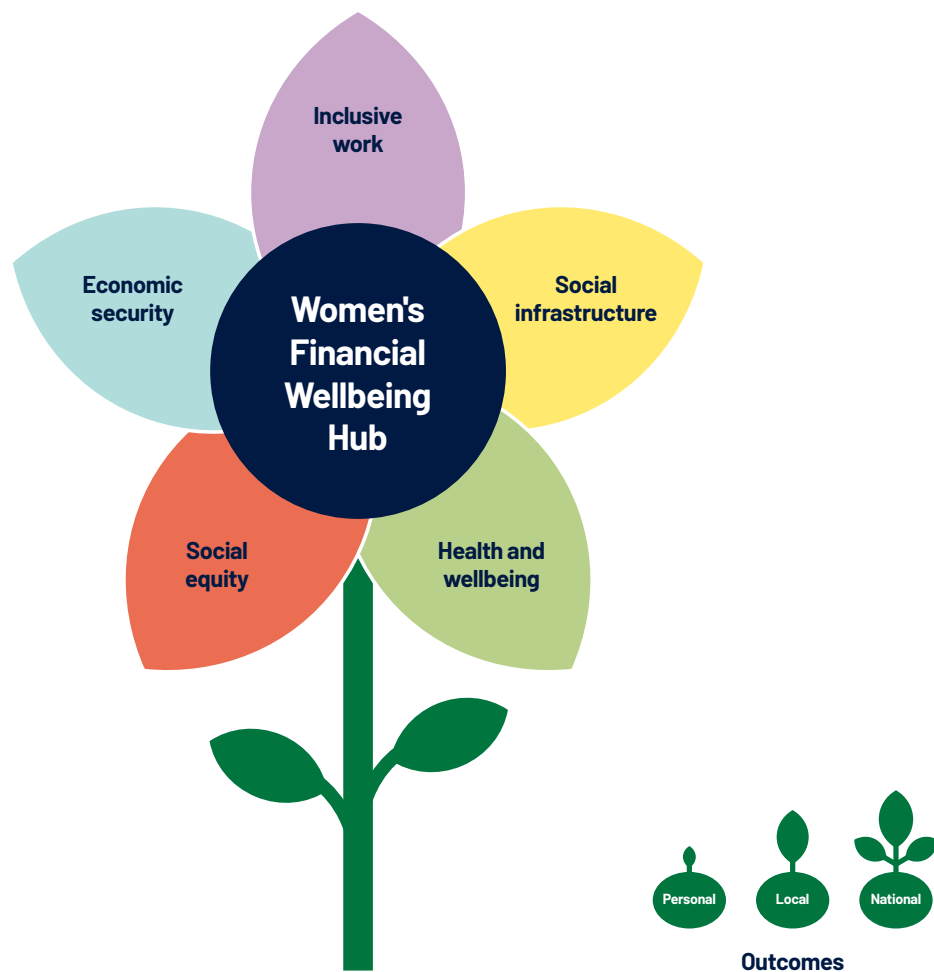 Inclusive
work
Economic
security
Social
infrastructure
Women's
Financial
Wellbeing
Hub
Social
equity
Health and
wellbeing
Personal
Local
National
Outcomes